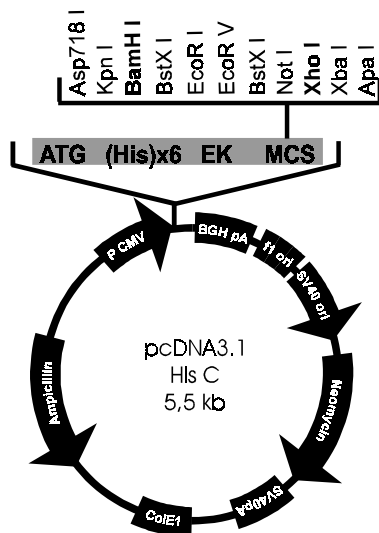 Asp718 I
Kpn I
BamH I
BstX I
EcoR I
EcoR V
BstX I
Not I
Xho I
Xba I
Apa I
ATG (His)x6 EK MCS
P CMV
BGH pA
f1 ori
SV40 ori
Neomycin
SV40pA
ColE1
Ampicillin
pcDNA3.1
HIs C
5,5 kb